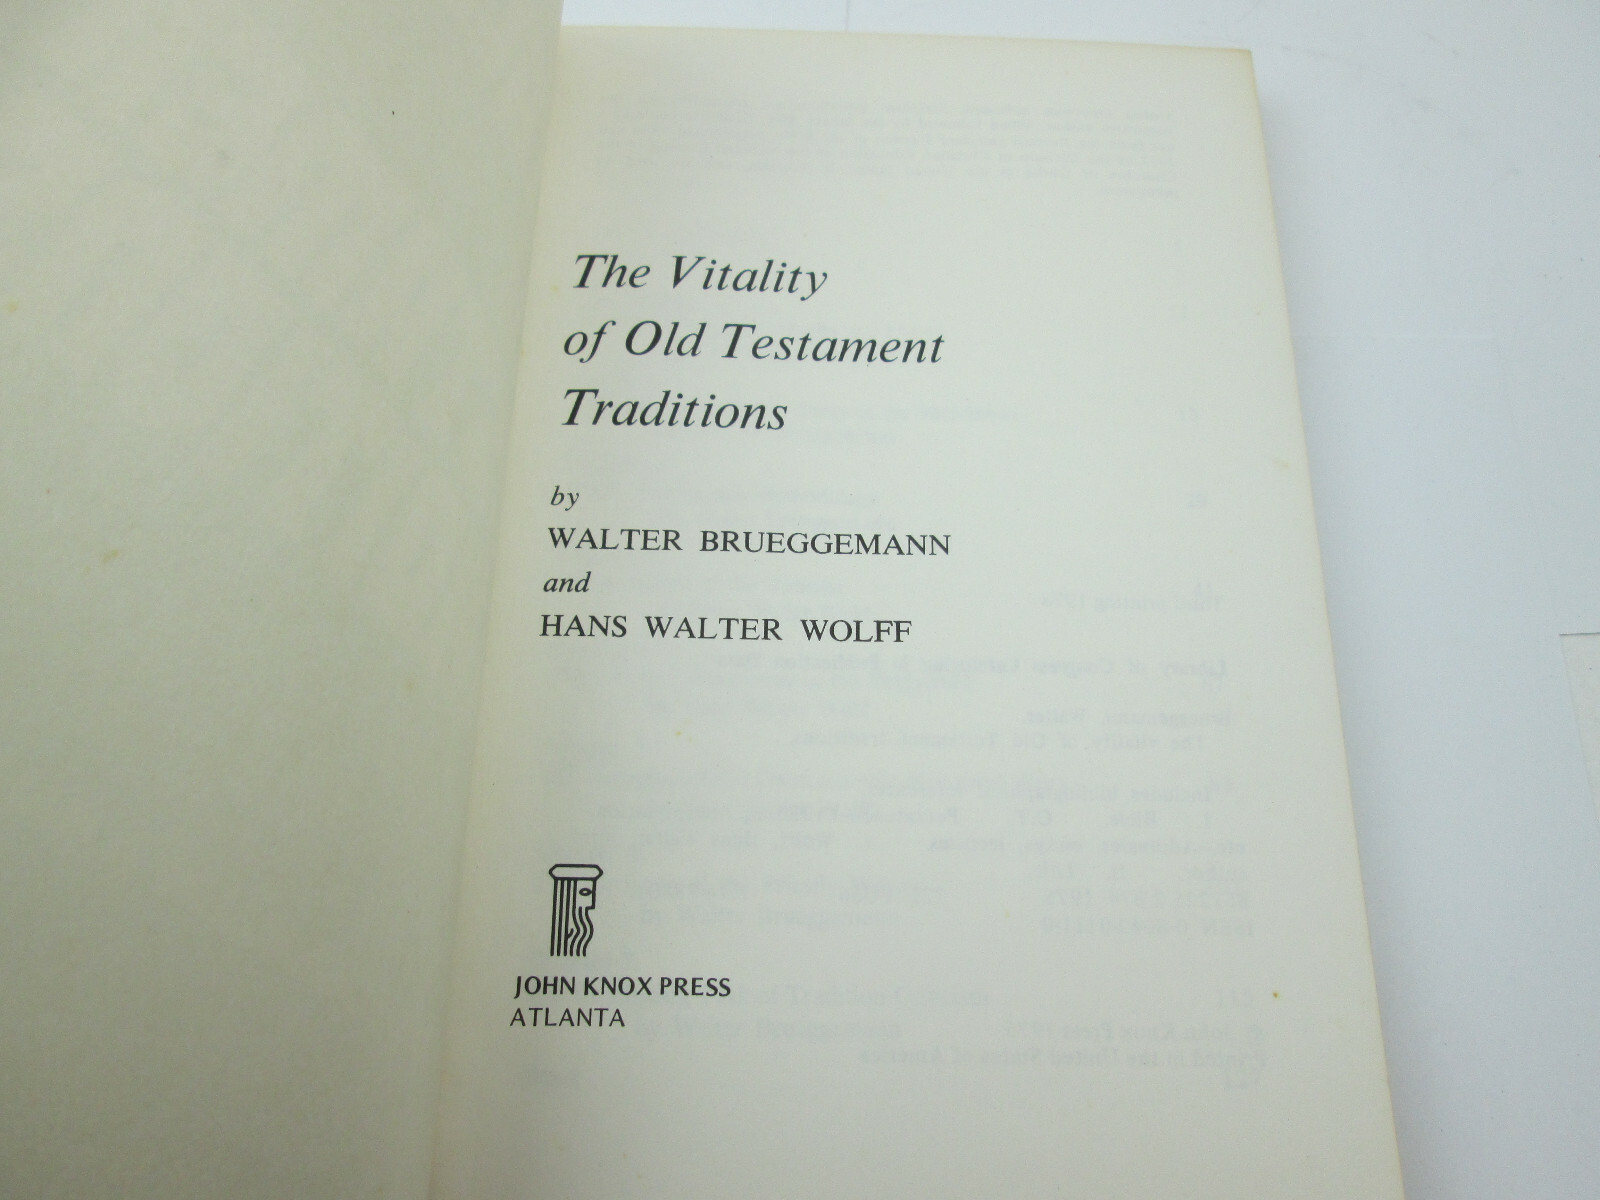 The Vitality
of Old Testament
Traditions
by
WALTER BRUEGGEMANN
and
HANS WALTER WOLFF
JOHN KNOX PRESS
ATLANTA